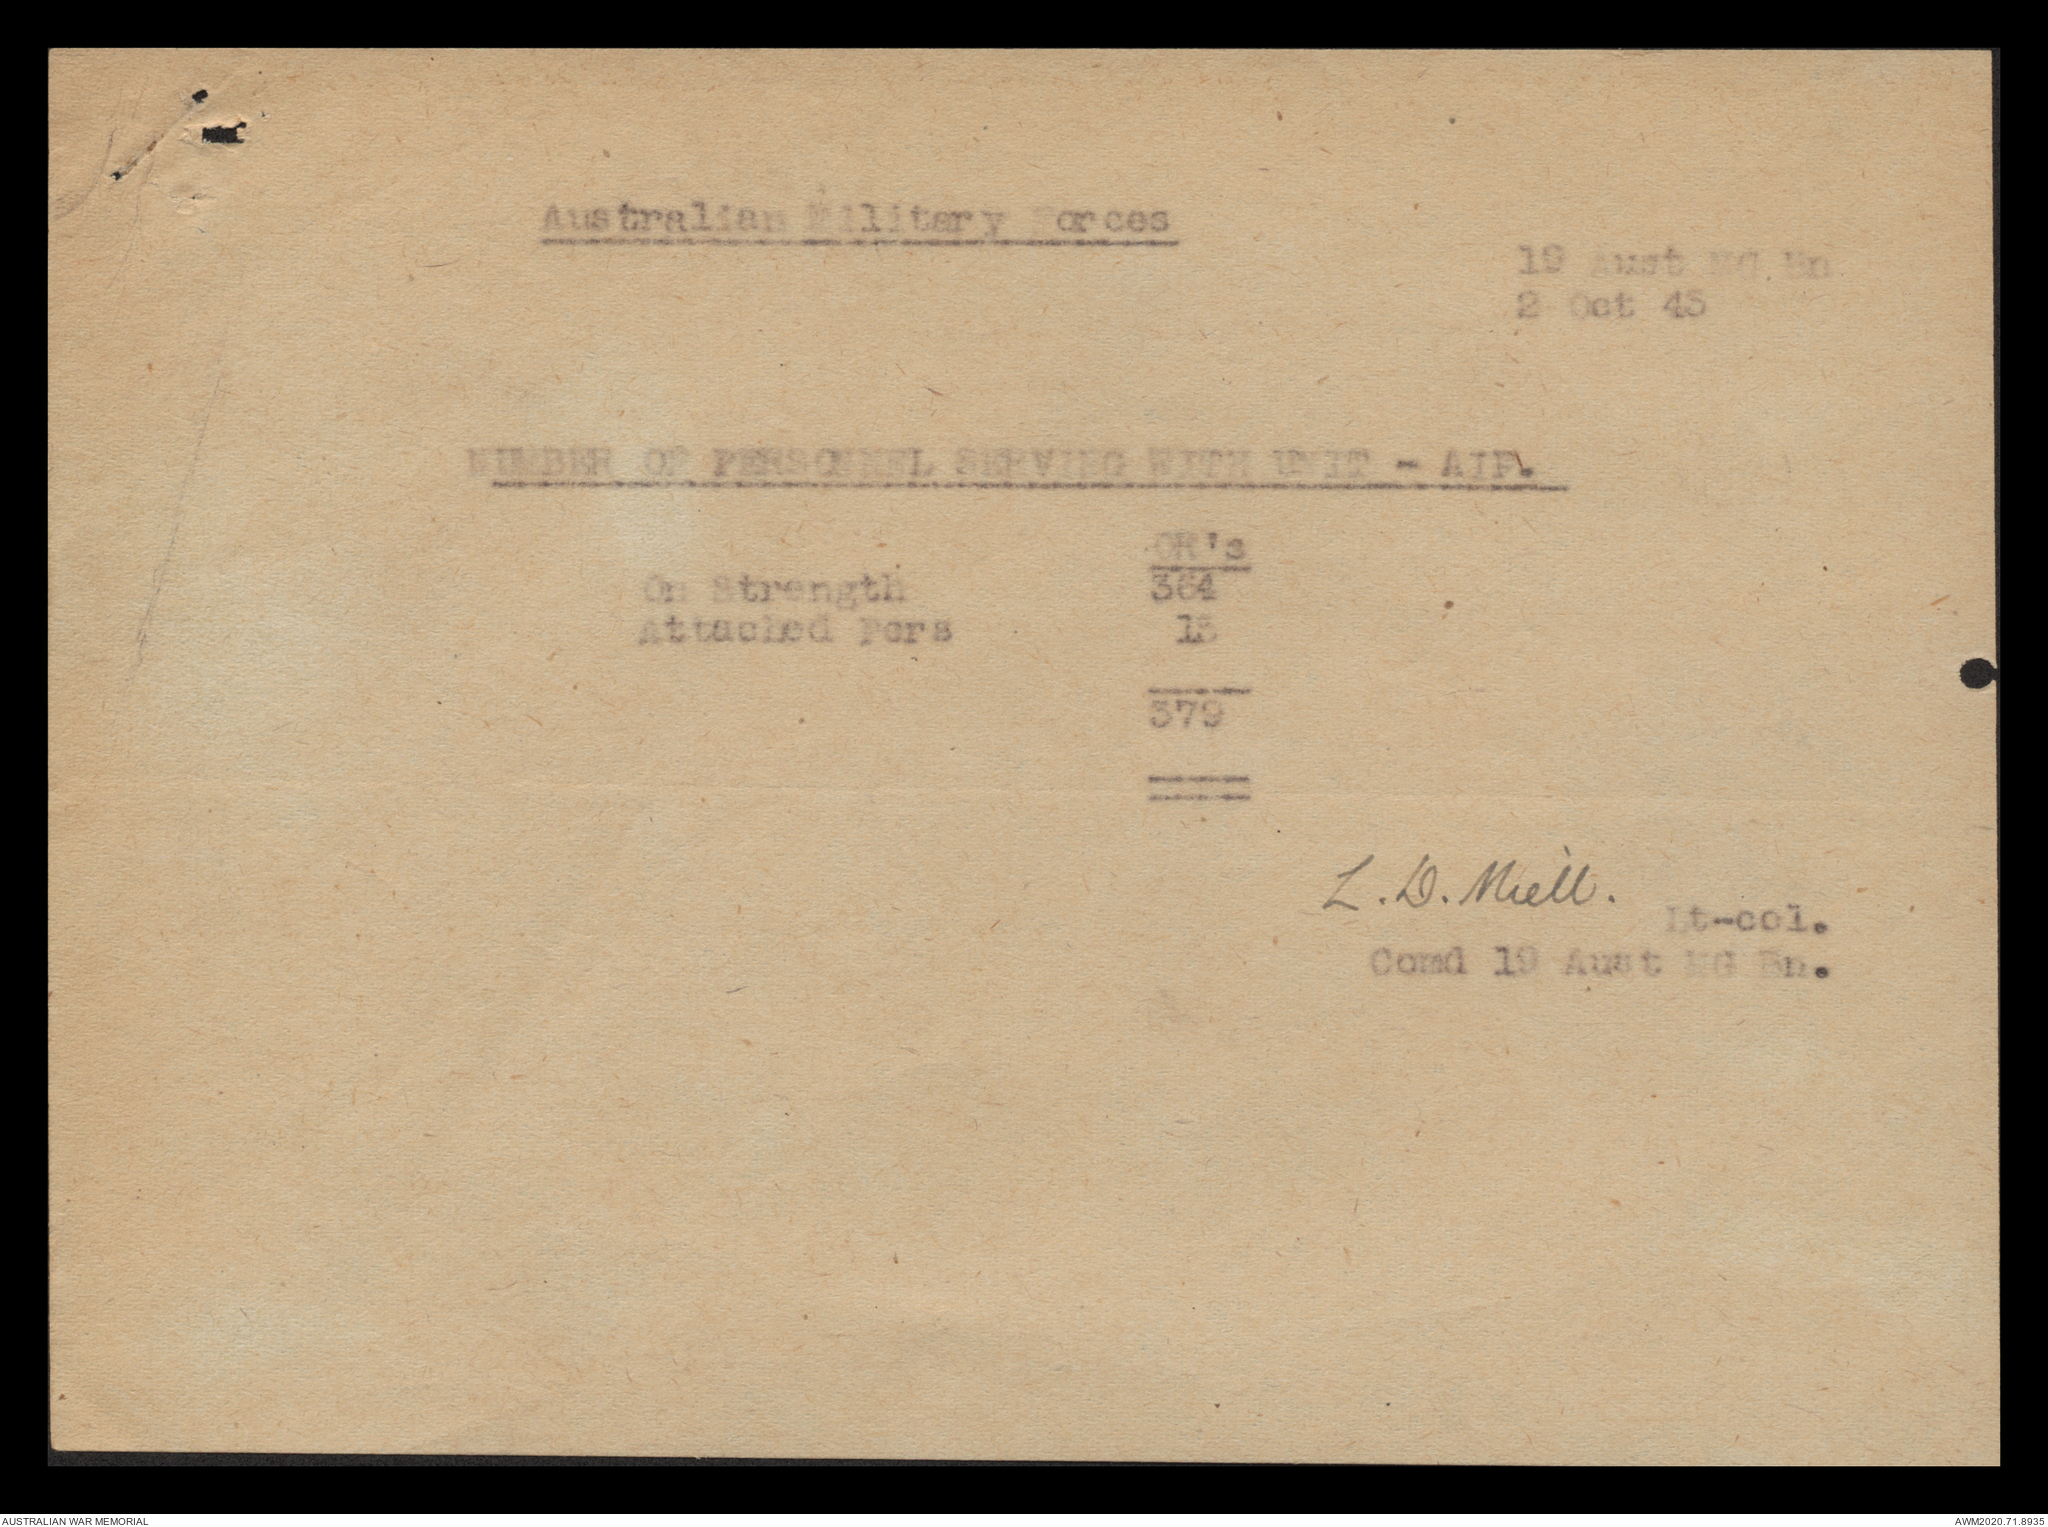 Australian Military Forces
19 Aust MG Bn
2 Oct 43
NUMBER OF PERSONNEL SERVING WITH UNIT - AIF.
OR's
On Strength 364
Attached Pers 15
379
L.D. Miell.
Lt-col.
Comd 19 Aust MG Bn.
AUSTRALIAN WAR MEMORIAL
AWM2020.71.8935